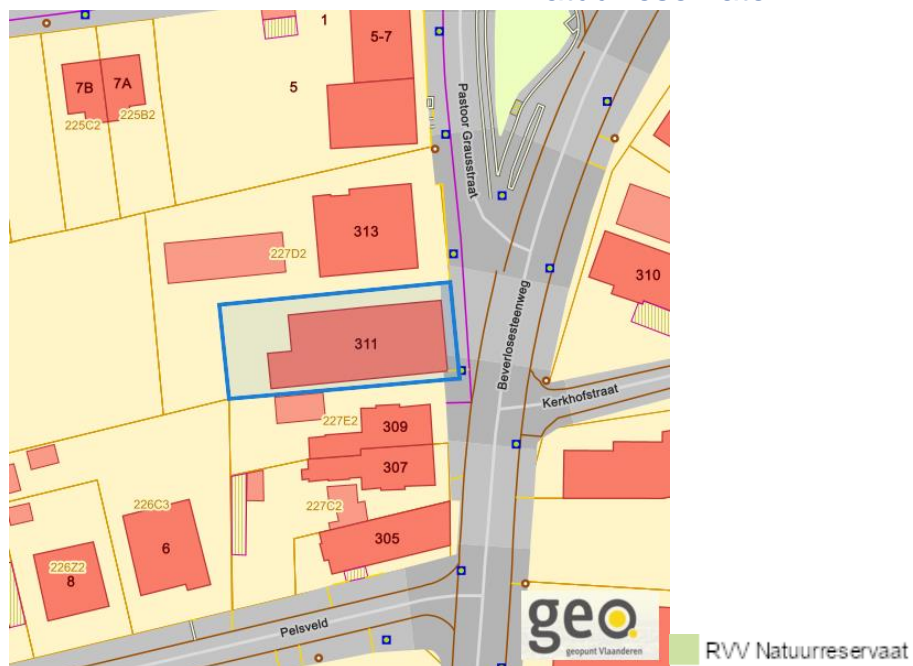 1
5-7
7B
7A
5
225C2
225B2
Pastoor Grausstraat
313
227D2
310
311
Beverlosesteenweg
Kerkhofstraat
227E2
309
307
226C3
227C2
305
6
226Z2
8
Pelsveld
geo.
geopunt Vlaanderen
RVV Natuurreservaat